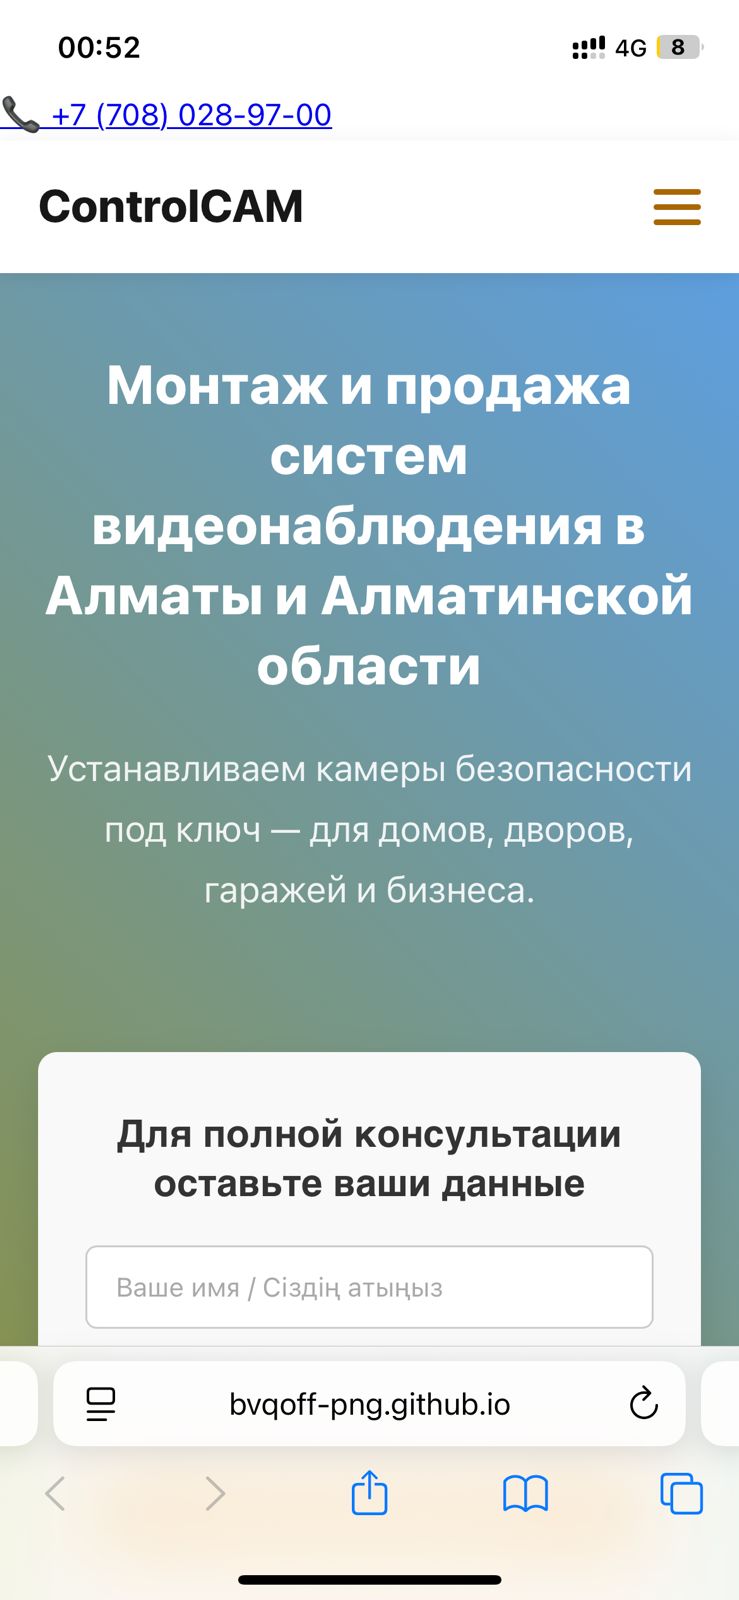 00:52
4G 8
+7 (708) 028-97-00
ControlCAM
Монтаж и продажа
систем
видеонаблюдения в
Алматы и Алматинской
области
Устанавливаем камеры безопасности
под ключ — для домов, дворов,
гаражей и бизнеса.
Для полной консультации
оставьте ваши данные
Ваше имя / Сіздің атыңыз
bvqoff-png.github.io